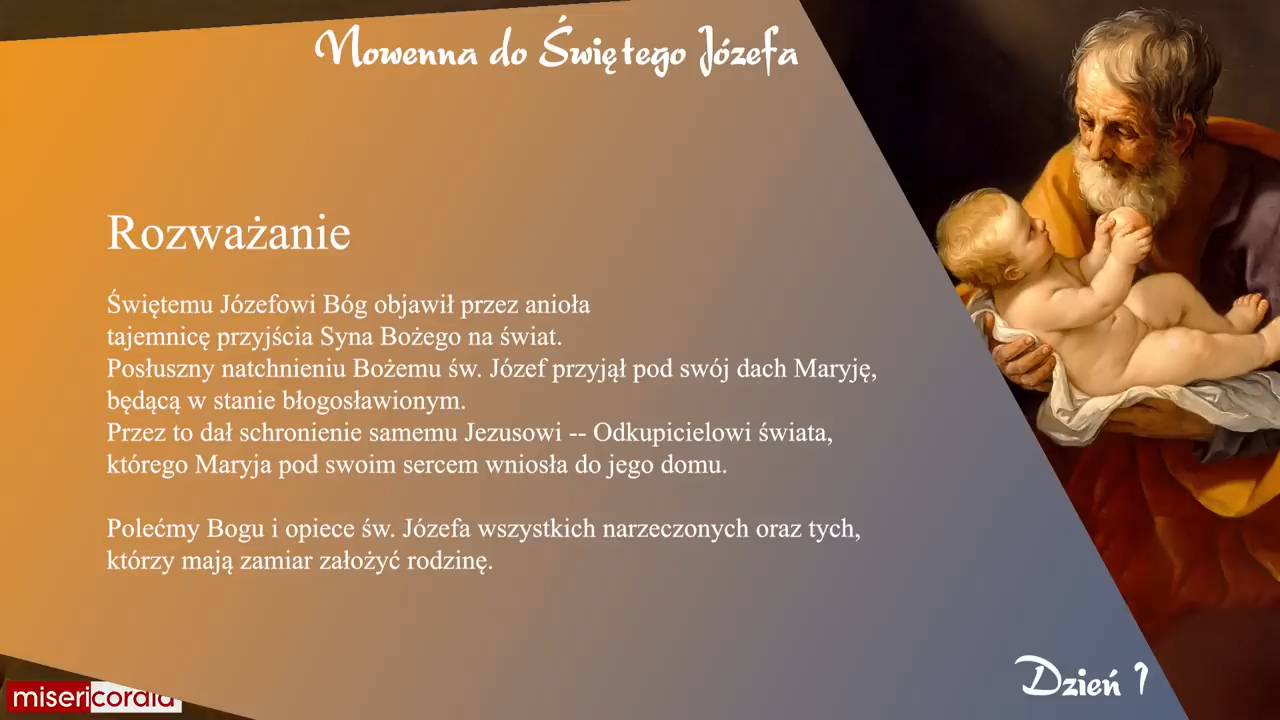 Nowenna do Świętego Józefa
Rozważanie
Świętemu Józefowi Bóg objawił przez anioła
tajemnicę przyjścia Syna Bożego na świat.
Posłuszny natchnieniu Bożemu św. Józef przyjął pod swój dach Maryję,
będącą w stanie błogosławionym.
Przez to dał schronienie samemu Jezusowi -- Odkupicielowi świata,
którego Maryja pod swoim sercem wniosła do jego domu.
Polećmy Bogu i opiece św. Józefa wszystkich narzeczonych oraz tych,
którzy mają zamiar założyć rodzinę.
Dzień 1
misericordia